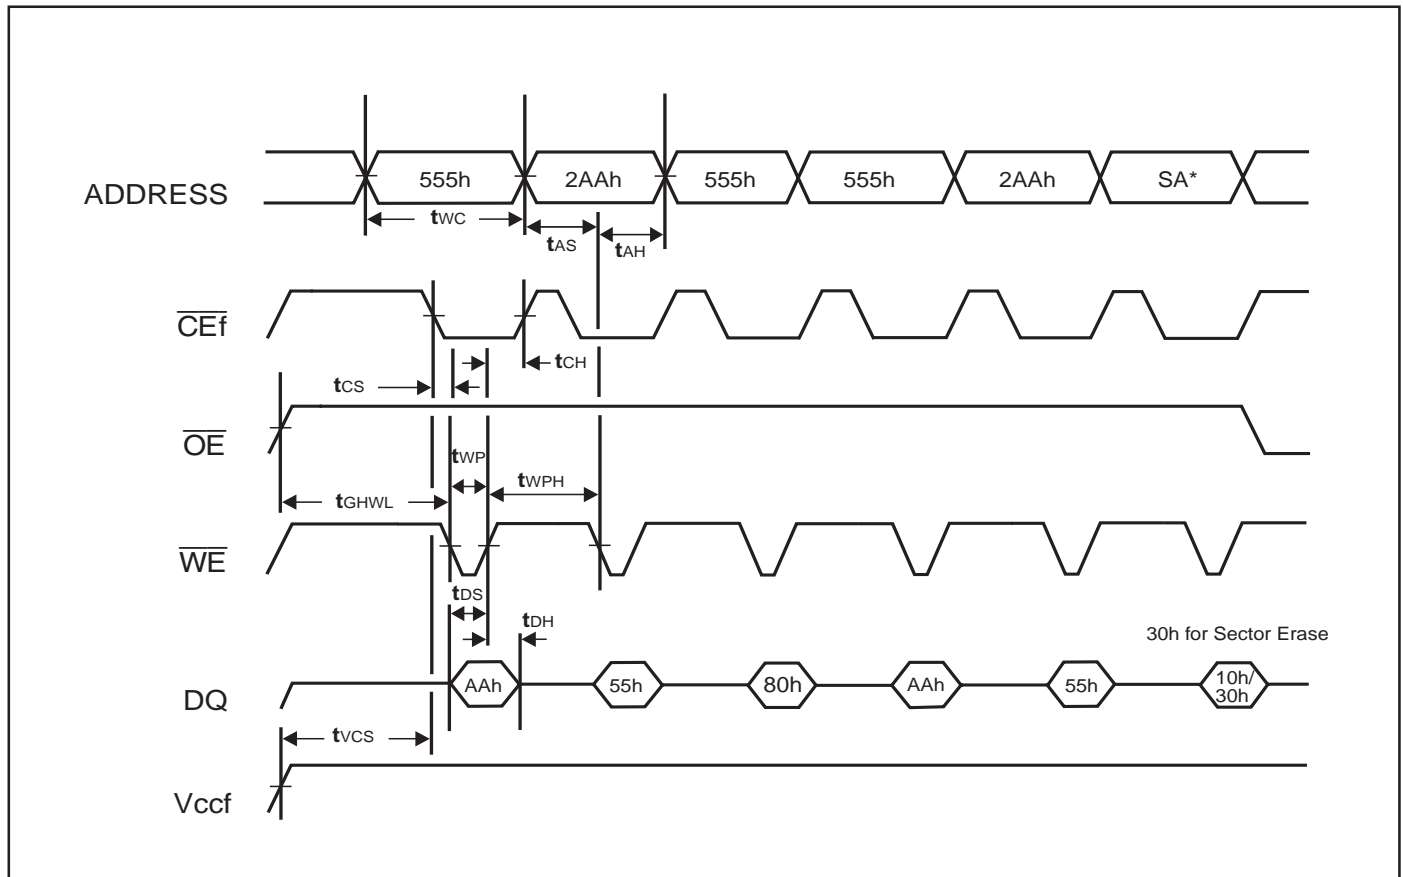 ADDRESS 555h 2AAh 555h 555h 2AAh SA*
tWC
tAS tAH
CEf
tCH
tCS
OE
tWP
tGHWL tWPH
WE
tDS
tDH
30h for Sector Erase
DQ AAh 55h 80h AAh 55h 10h/
30h
tVCS
Vccf